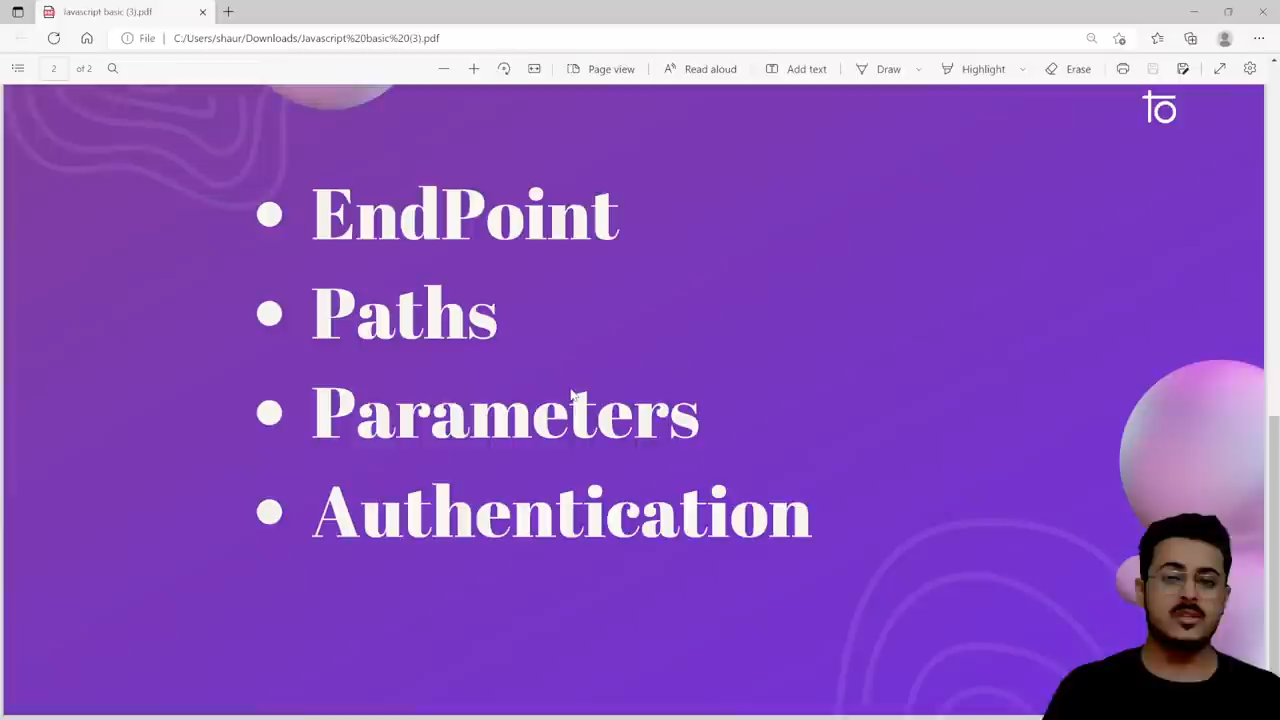 Javascript basic (3).pdf
File
C:/Users/shaur/Downloads/Javascript%20basic%20(3).pdf
2 of 2
Page view
Read aloud
Add text
Draw
Highlight
Erase
to
• EndPoint
• Paths
• Parameters
• Authentication